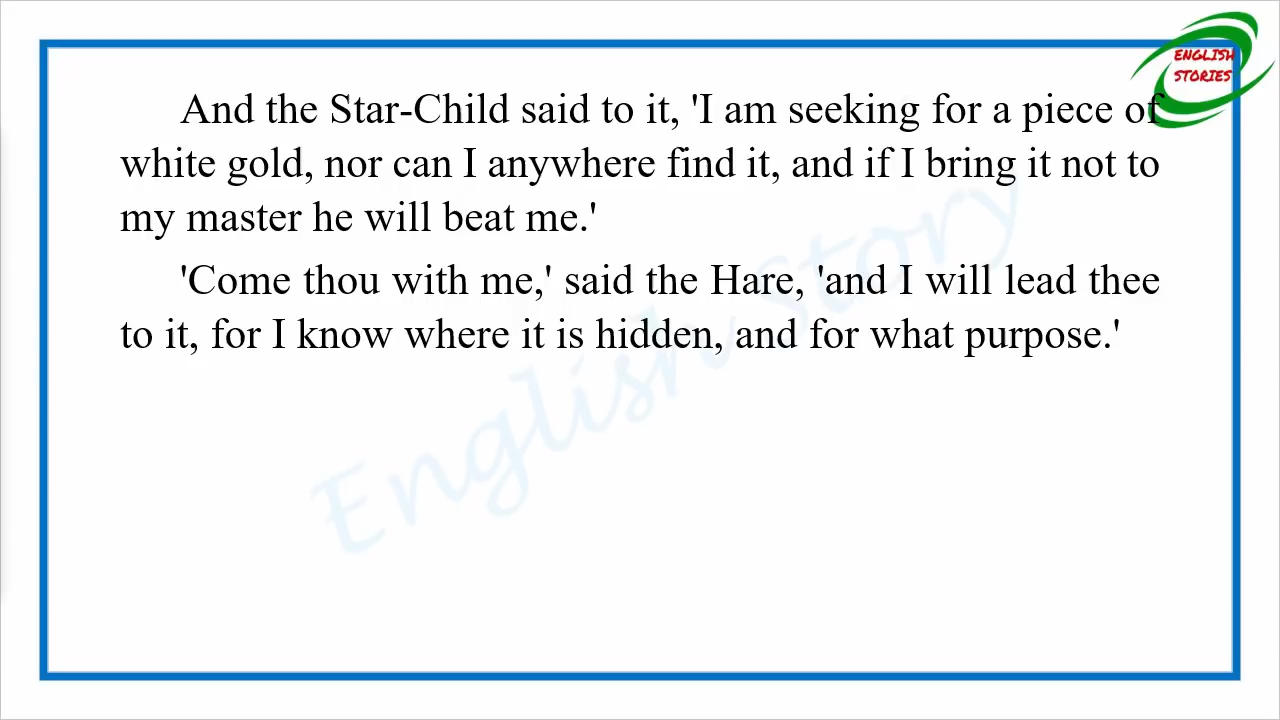 ENGLISH
STORIES
And the Star-Child said to it, 'I am seeking for a piece of
white gold, nor can I anywhere find it, and if I bring it not to
my master he will beat me.'
'Come thou with me,' said the Hare, 'and I will lead thee
to it, for I know where it is hidden, and for what purpose.'
English Story